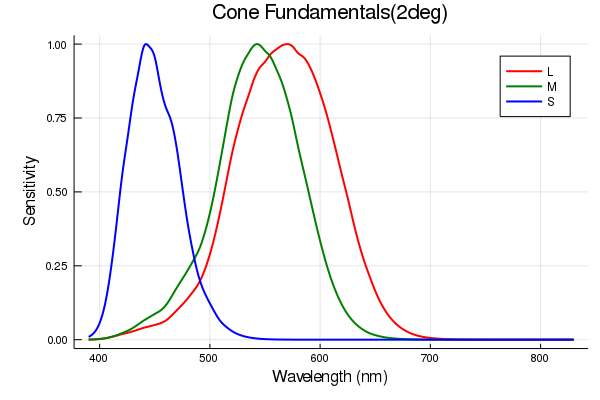 Cone Fundamentals(2deg)
1.00
0.75
0.50
0.25
0.00
Sensitivity
L
M
S
400 500 600 700 800
Wavelength (nm)